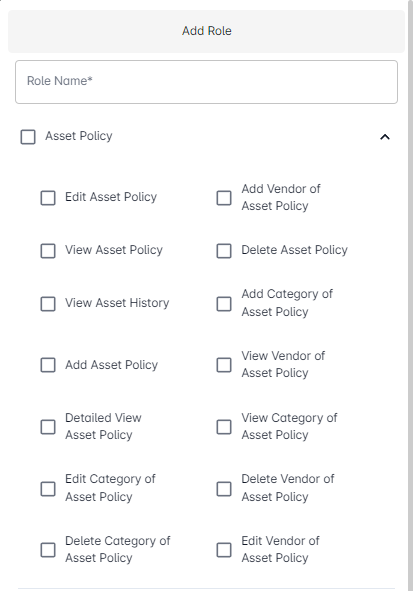 Add Role
Role Name*
Asset Policy
Edit Asset Policy
Add Vendor of
Asset Policy
View Asset Policy
Delete Asset Policy
View Asset History
Add Category of
Asset Policy
Add Asset Policy
View Vendor of
Asset Policy
Detailed View
Asset Policy
View Category of
Asset Policy
Edit Category of
Asset Policy
Delete Vendor of
Asset Policy
Delete Category of
Asset Policy
Edit Vendor of
Asset Policy